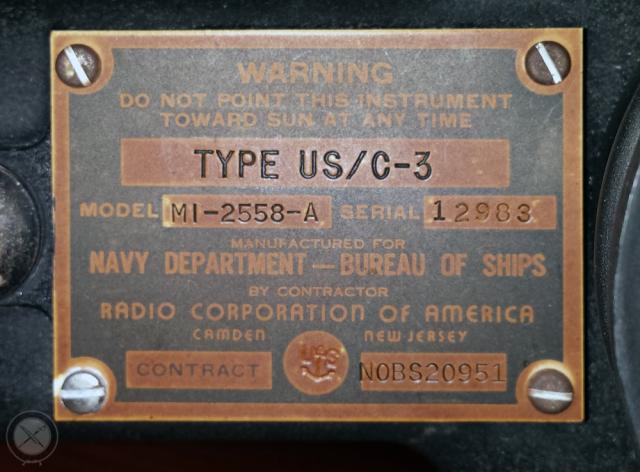 WARNING
DO NOT POINT THIS INSTRUMENT
TOWARD SUN AT ANY TIME
TYPE US/C-3
MODEL MI-2558-A SERIAL 12983
MANUFACTURED FOR
NAVY DEPARTMENT — BUREAU OF SHIPS
BY CONTRACTOR
RADIO CORPORATION OF AMERICA
CAMDEN NEW JERSEY
CONTRACT US NOBS20951